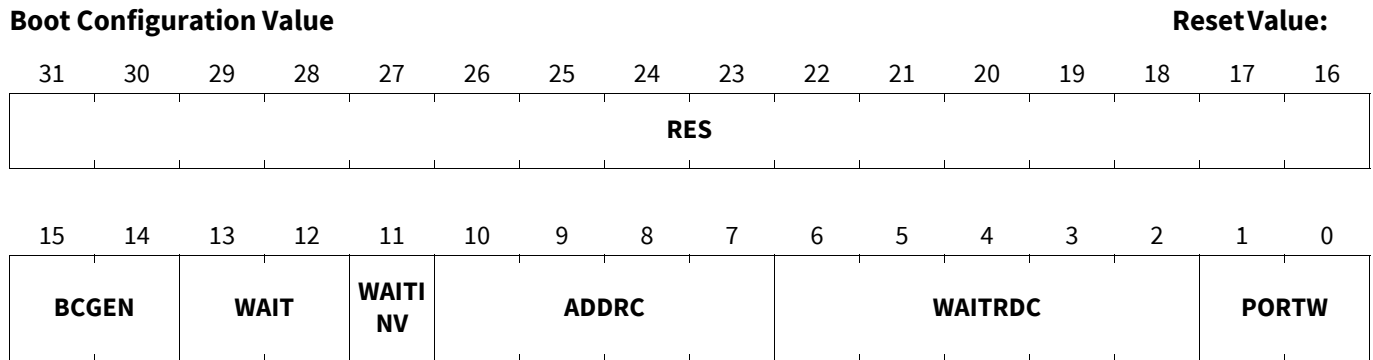 Boot Configuration Value Reset Value:
31 30 29 28 27 26 25 24 23 22 21 20 19 18 17 16
RES
15 14 13 12 11 10 9 8 7 6 5 4 3 2 1 0
BCGEN WAIT WAITI NV ADDRC WAITRDC PORTW